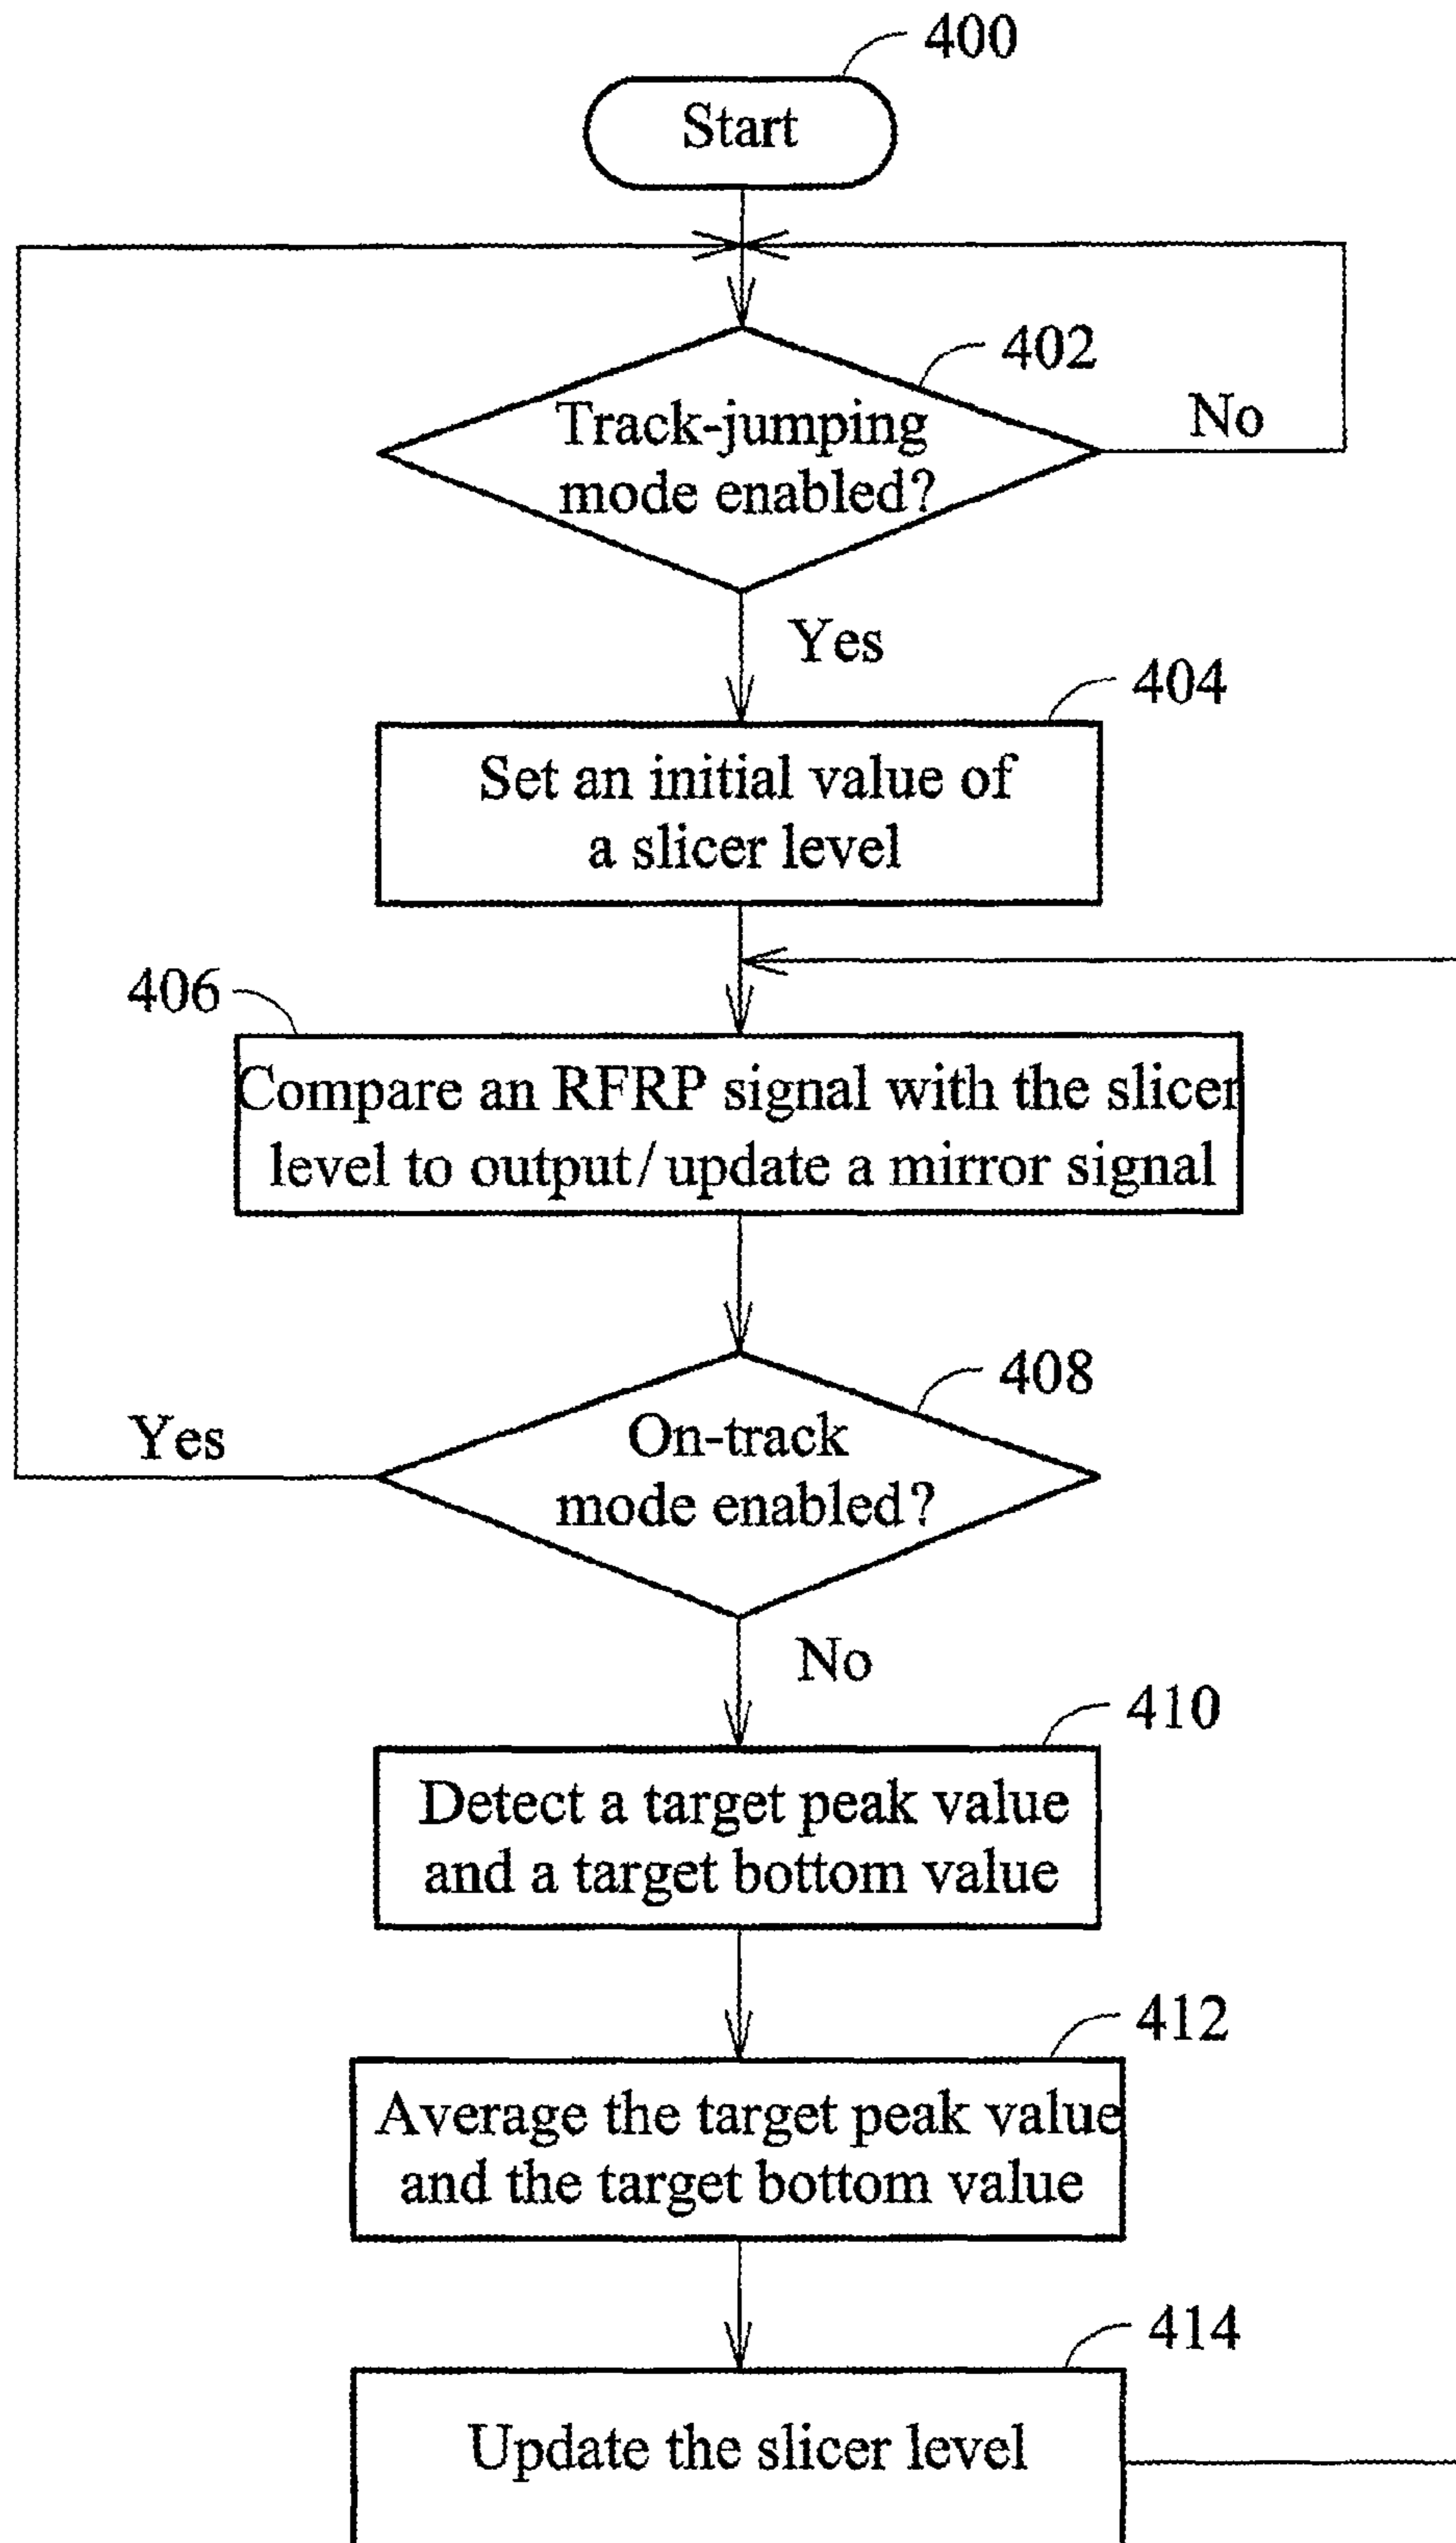 400
Start
402
Track-jumping
mode enabled?
No
Yes
404
Set an initial value of
a slicer level
406
Compare an RFRP signal with the slicer
level to output/update a mirror signal
408
On-track
mode enabled?
Yes
No
410
Detect a target peak value
and a target bottom value
412
Average the target peak value
and the target bottom value
414
Update the slicer level